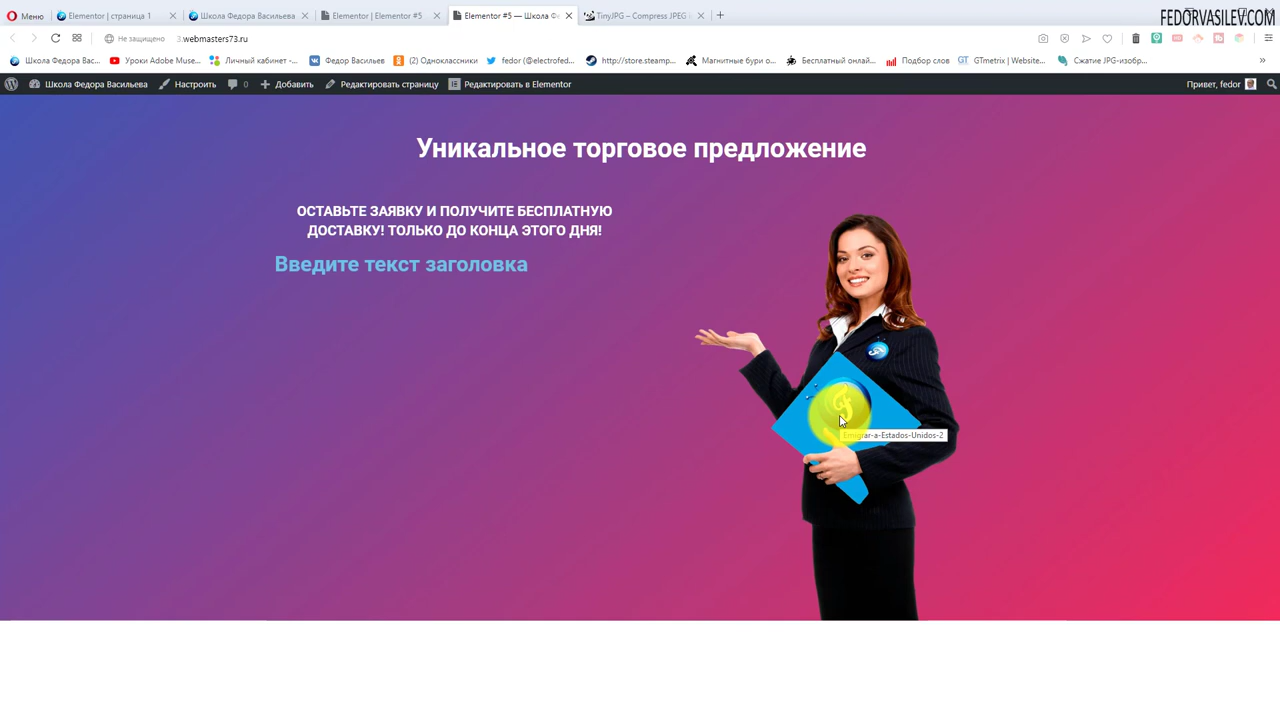 Меню
Elementor | страница 1
Школа Федора Васильева
Elementor | Elementor #5
Elementor #5 — Школа Фе
TinyJPG – Compress JPEG
FEDORVASILEV.COM
Не защищено
3.webmasters73.ru
Школа Федора Вас...
Уроки Adobe Muse...
Личный кабинет -...
Федор Васильев
(2) Одноклассники
fedor (@electrofed...
http://store.steamp...
Магнитные бури о...
Бесплатный онлай...
Подбор слов
GTmetrix | Website...
Сжатие JPG-изобр...
Школа Федора Васильева
Настроить
0
Добавить
Редактировать страницу
Редактировать в Elementor
Привет, fedor
Уникальное торговое предложение
ОСТАВЬТЕ ЗАЯВКУ И ПОЛУЧИТЕ БЕСПЛАТНУЮ
ДОСТАВКУ! ТОЛЬКО ДО КОНЦА ЭТОГО ДНЯ!
Введите текст заголовка
Emigrar-a-Estados-Unidos-2